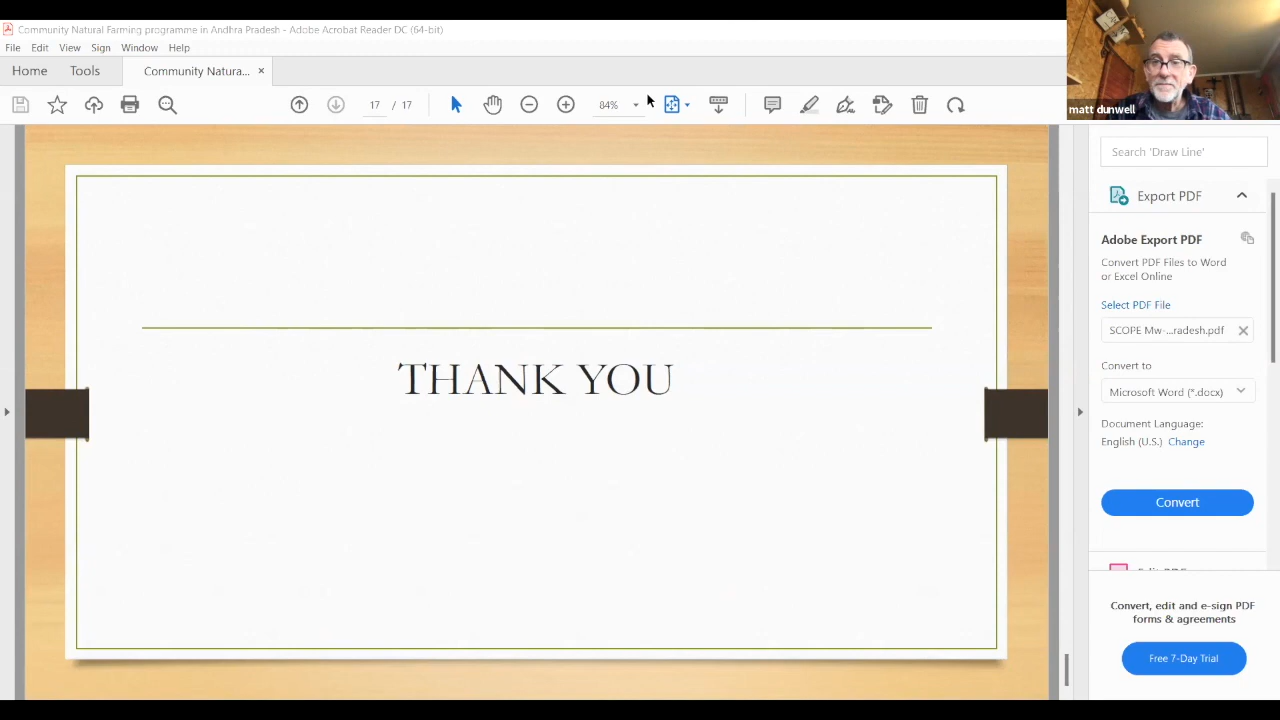 Community Natural Farming programme in Andhra Pradesh - Adobe Acrobat Reader DC (64-bit)
File Edit View Sign Window Help
Home Tools Community Natura... ×
17 / 17 84%
matt dunwell
Search 'Draw Line'
Export PDF
Adobe Export PDF
Convert PDF Files to Word
or Excel Online
Select PDF File
SCOPE Mw-...radesh.pdf
Convert to
Microsoft Word (*.docx)
Document Language:
English (U.S.) Change
Convert
THANK YOU
Convert, edit and e-sign PDF
forms & agreements
Free 7-Day Trial